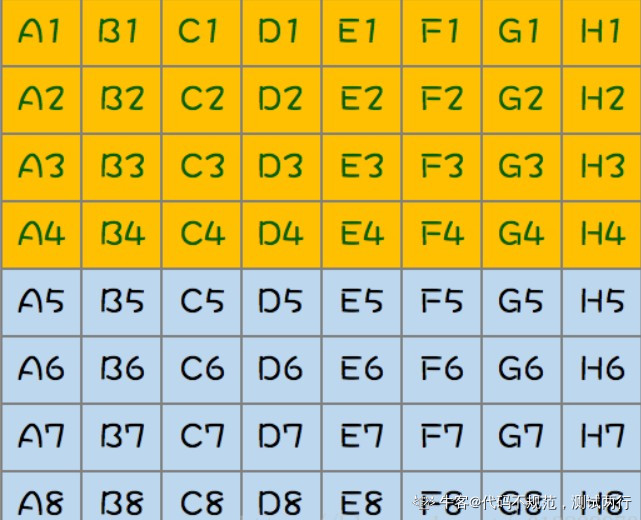 A1 B1 C1 D1 E1 F1 G1 H1
A2 B2 C2 D2 E2 F2 G2 H2
A3 B3 C3 D3 E3 F3 G3 H3
A4 B4 C4 D4 E4 F4 G4 H4
A5 B5 C5 D5 E5 F5 G5 H5
A6 B6 C6 D6 E6 F6 G6 H6
A7 B7 C7 D7 E7 F7 G7 H7
A8 B8 C8 D8 E8 F8 G8 H8
牛客@代码不规范，测试两行